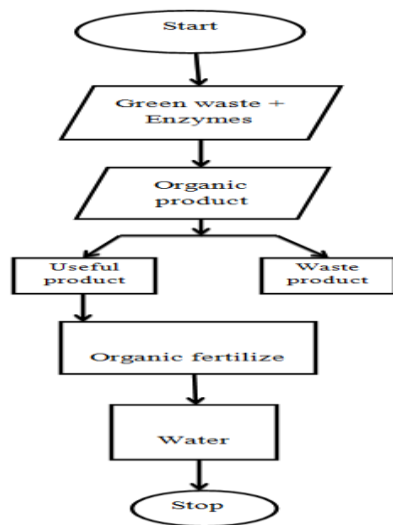 Start
Green waste +
Enzymes
Organic
product
Useful
product
Waste
product
Organic fertilize
Water
Stop